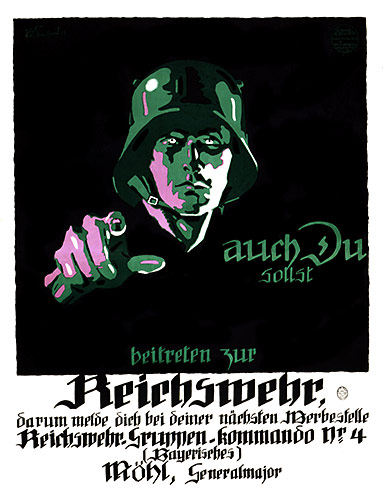 auch Du
sollst
beitreten zur
Reichswehr,
darum melde dich bei deiner nächsten Werbestelle
Reichswehr-Gruppen-Kommando Nr. 4
(Bayerisches)
Möhl, Generalmajor